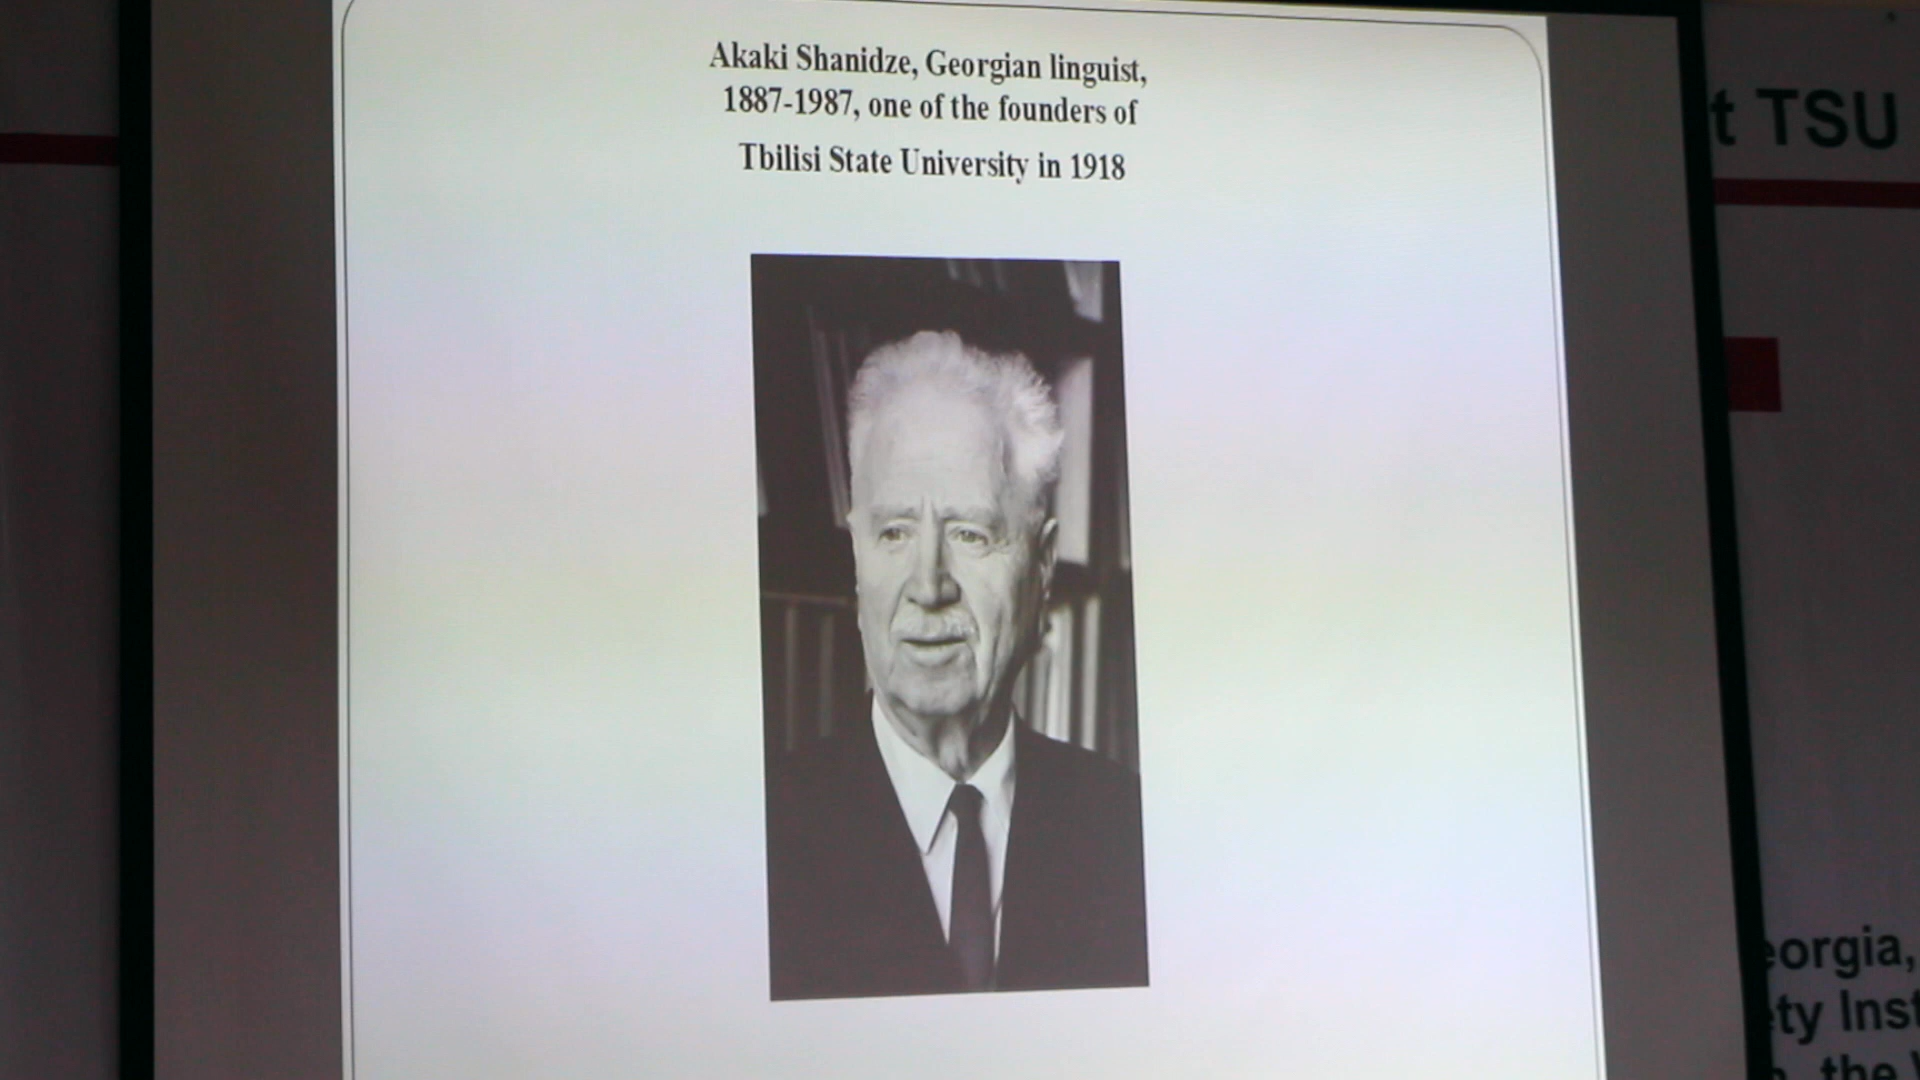 Akaki Shanidze, Georgian linguist,
1887-1987, one of the founders of
Tbilisi State University in 1918
t TSU
eorgia,
ty Inst
the